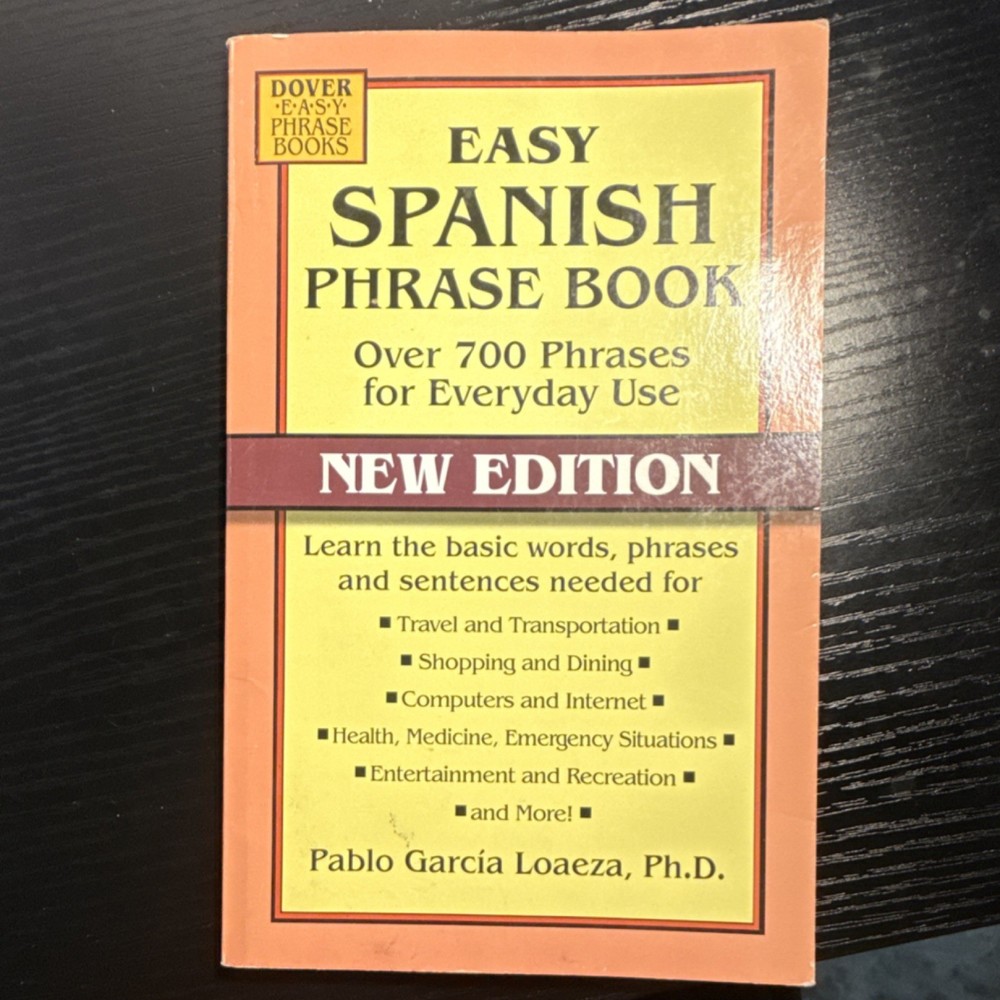 DOVER
·E·A·S·Y·
PHRASE
BOOKS
EASY
SPANISH
PHRASE BOOK
Over 700 Phrases
for Everyday Use
NEW EDITION
Learn the basic words, phrases
and sentences needed for
■ Travel and Transportation ■
■ Shopping and Dining ■
■ Computers and Internet ■
■ Health, Medicine, Emergency Situations ■
■ Entertainment and Recreation ■
■ and More! ■
Pablo García Loaeza, Ph.D.